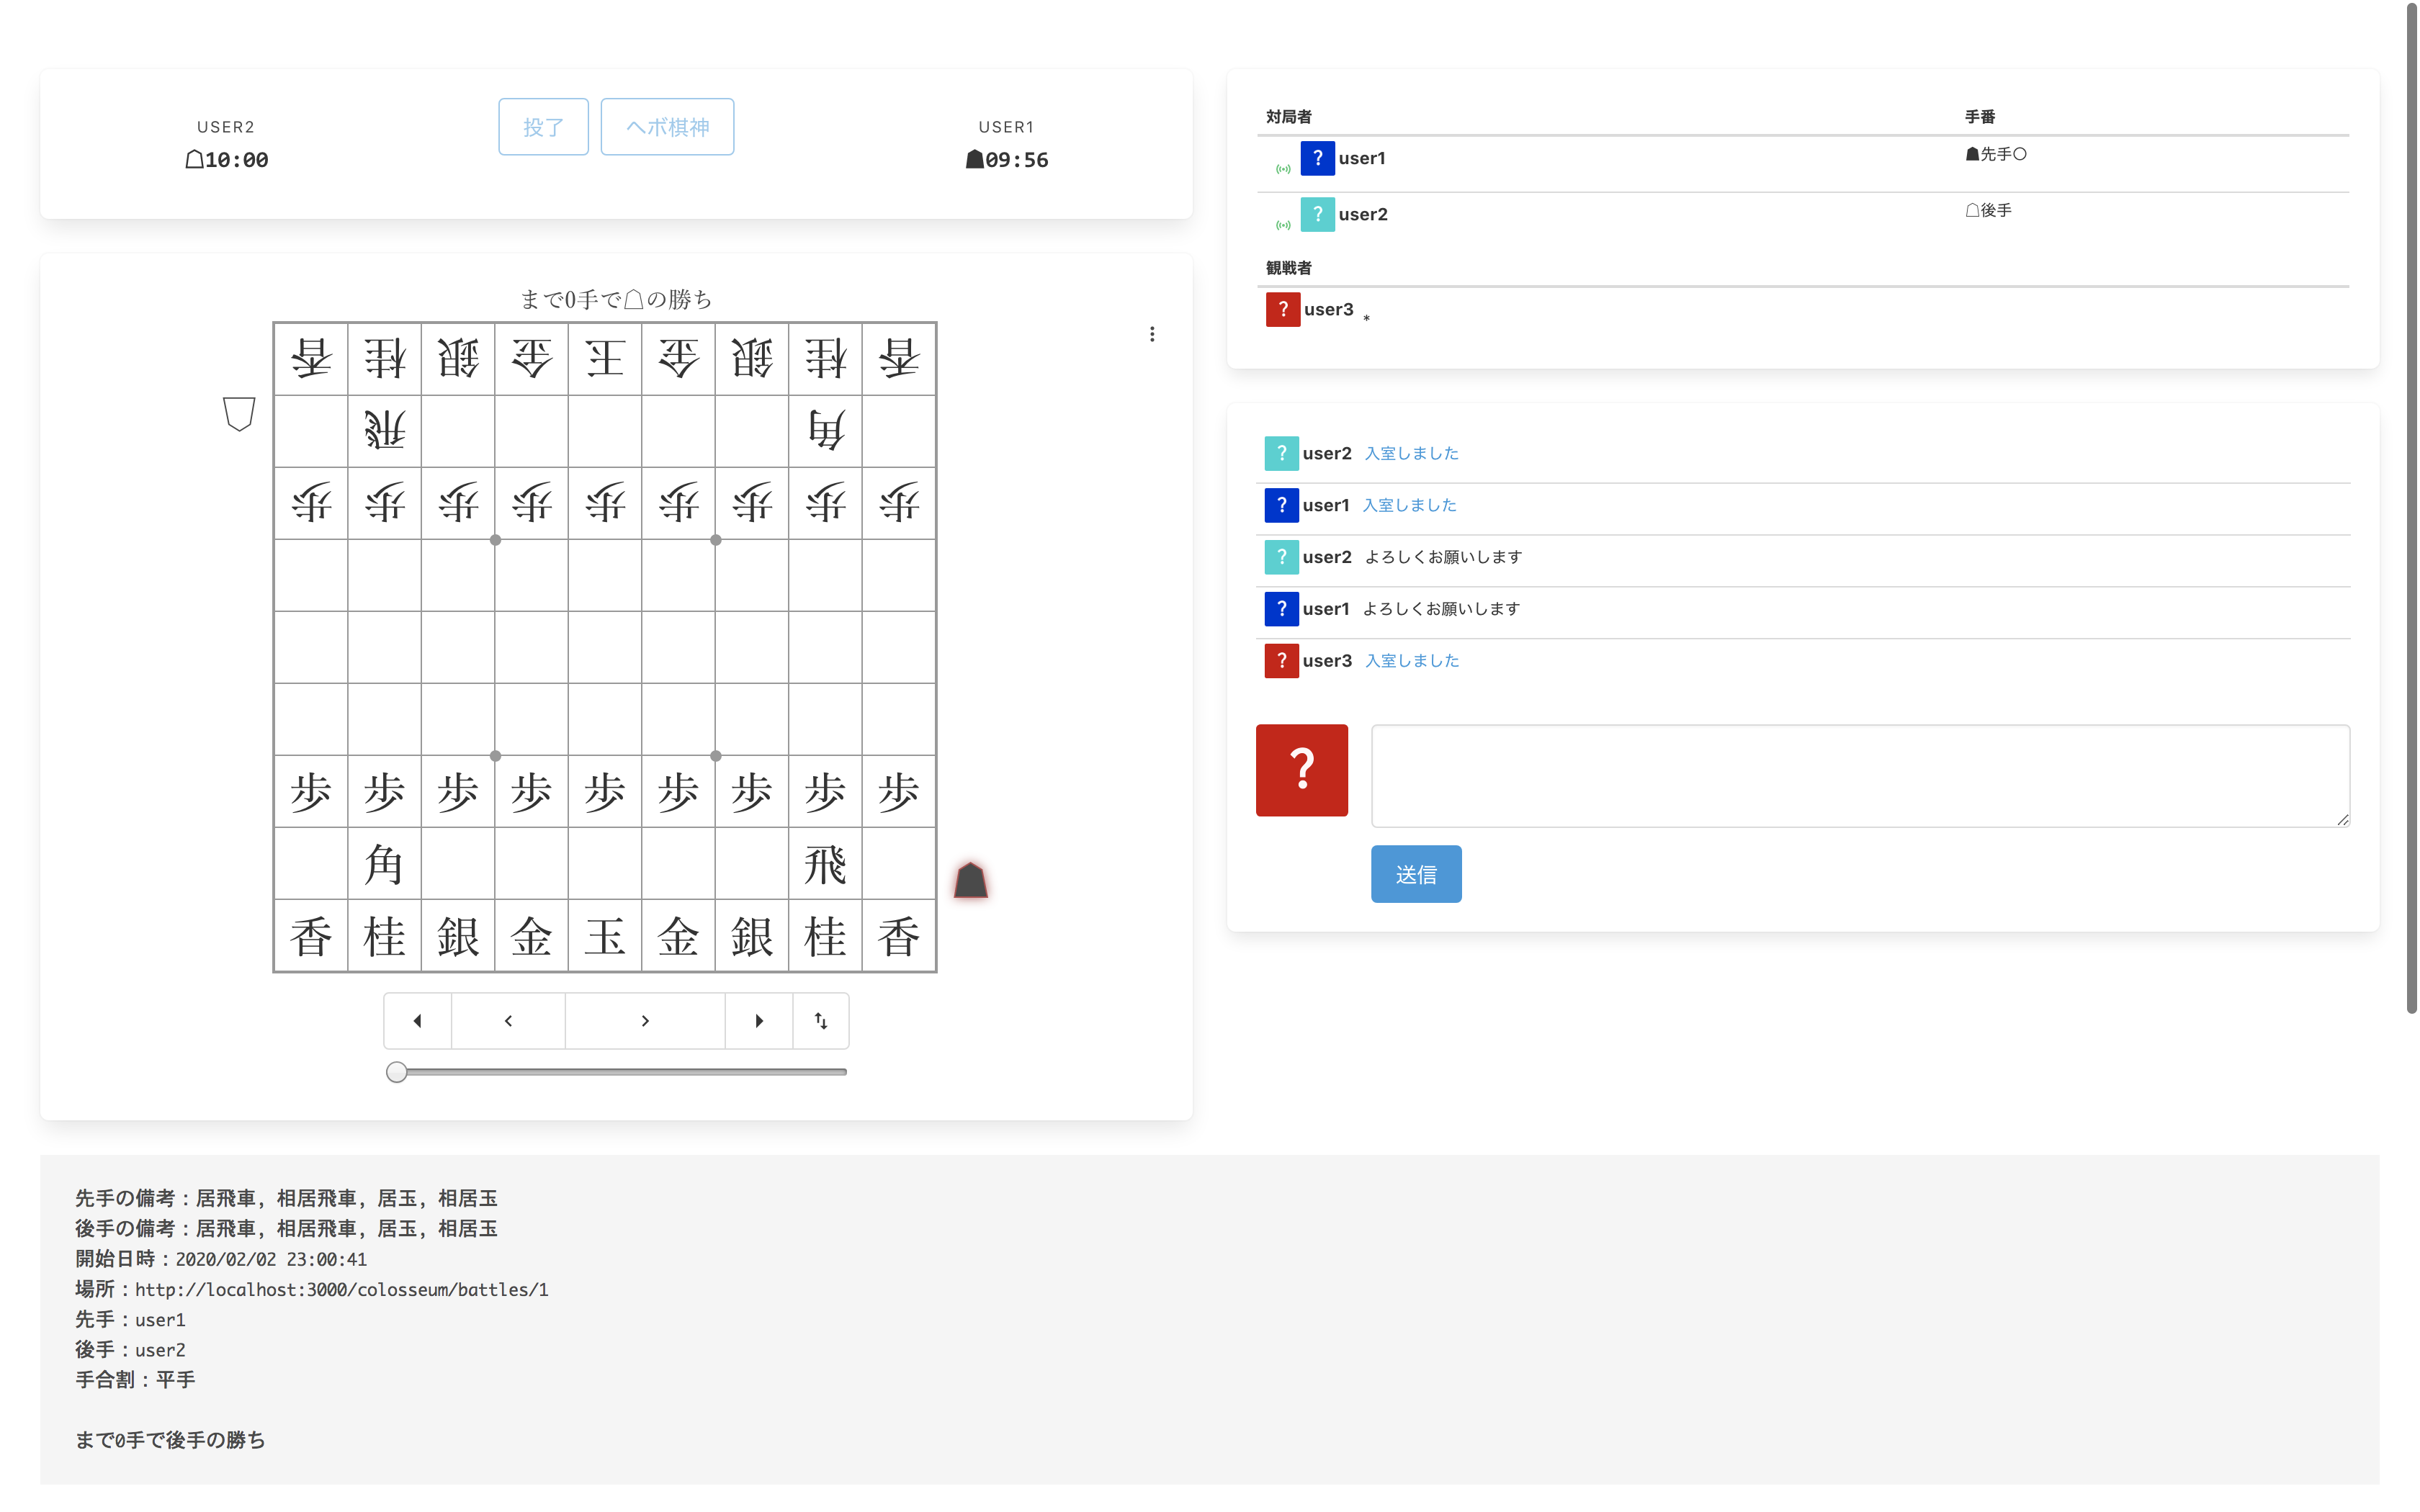 USER2
☖10:00
投了
ヘボ棋神
USER1
☗09:56
まで0手で☖の勝ち
香桂銀金王金銀桂香
飛角
歩歩歩歩歩歩歩歩歩
歩歩歩歩歩歩歩歩歩
角飛
香桂銀金玉金銀桂香
先手の備考：居飛車, 相居飛車, 居玉, 相居玉
後手の備考：居飛車, 相居飛車, 居玉, 相居玉
開始日時：2020/02/02 23:00:41
場所：http://localhost:3000/colosseum/battles/1
先手：user1
後手：user2
手合割：平手
まで0手で後手の勝ち
対局者 手番
? user1 ☗先手〇
? user2 ☖後手
観戦者
? user3 *
? user2 入室しました
? user1 入室しました
? user2 よろしくお願いします
? user1 よろしくお願いします
? user3 入室しました
?
送信